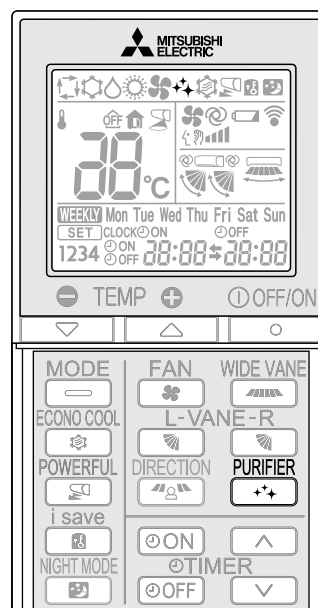 MITSUBISHI
ELECTRIC
OFF
88°C
WEEKLY Mon Tue Wed Thu Fri Sat Sun
SET CLOCK ON OFF
1234 ON 88:88 88:88
OFF
TEMP OFF/ON
MODE FAN WIDE VANE
ECONO COOL L-VANE-R
POWERFUL DIRECTION PURIFIER
i save
ON
NIGHT MODE TIMER
OFF